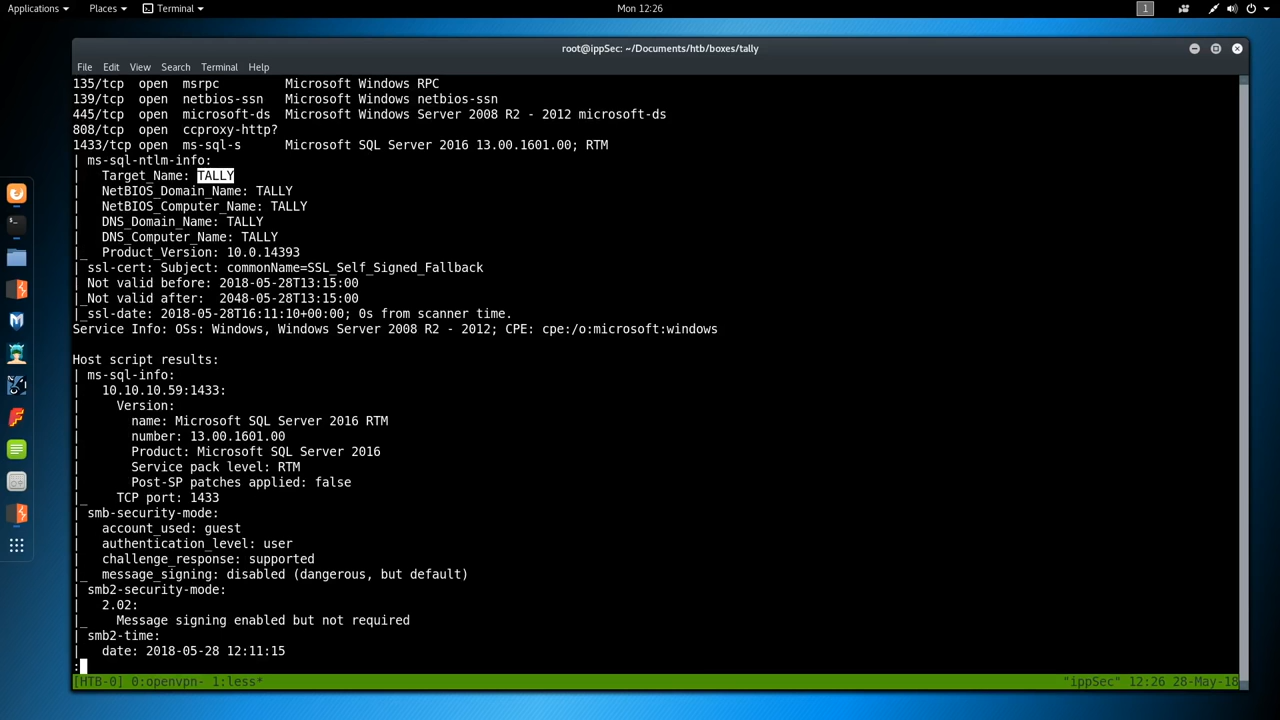 Applications Places Terminal Mon 12:26 1
root@ippSec: ~/Documents/htb/boxes/tally
File Edit View Search Terminal Help
135/tcp  open  msrpc         Microsoft Windows RPC
139/tcp  open  netbios-ssn   Microsoft Windows netbios-ssn
445/tcp  open  microsoft-ds  Microsoft Windows Server 2008 R2 - 2012 microsoft-ds
808/tcp  open  ccproxy-http?
1433/tcp open  ms-sql-s      Microsoft SQL Server 2016 13.00.1601.00; RTM
| ms-sql-ntlm-info:
|   Target_Name: TALLY
|   NetBIOS_Domain_Name: TALLY
|   NetBIOS_Computer_Name: TALLY
|   DNS_Domain_Name: TALLY
|   DNS_Computer_Name: TALLY
|_  Product_Version: 10.0.14393
| ssl-cert: Subject: commonName=SSL_Self_Signed_Fallback
| Not valid before: 2018-05-28T13:15:00
|_Not valid after:  2048-05-28T13:15:00
|_ssl-date: 2018-05-28T16:11:10+00:00; 0s from scanner time.
Service Info: OSs: Windows, Windows Server 2008 R2 - 2012; CPE: cpe:/o:microsoft:windows
Host script results:
| ms-sql-info:
|   10.10.10.59:1433:
|     Version:
|       name: Microsoft SQL Server 2016 RTM
|       number: 13.00.1601.00
|       Product: Microsoft SQL Server 2016
|       Service pack level: RTM
|       Post-SP patches applied: false
|_    TCP port: 1433
| smb-security-mode:
|   account_used: guest
|   authentication_level: user
|   challenge_response: supported
|_  message_signing: disabled (dangerous, but default)
| smb2-security-mode:
|   2.02:
|_    Message signing enabled but not required
| smb2-time:
|   date: 2018-05-28 12:11:15
:
[HTB-0] 0:openvpn- 1:less* "ippSec" 12:26 28-May-18